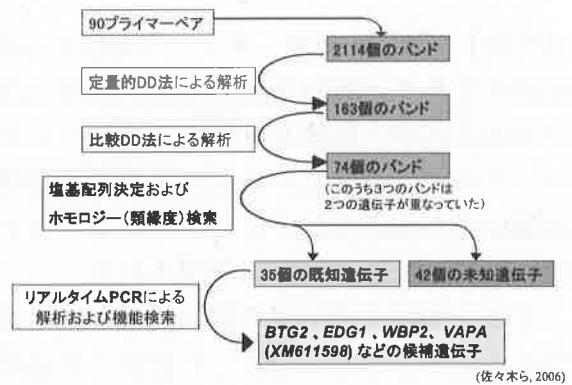 90プライマーペア
2114個のバンド
定量的DD法による解析
163個のバンド
比較DD法による解析
74個のバンド
(このうち3つのバンドは
2つの遺伝子が重なっていた)
塩基配列決定および
ホモロジー(類縁度)検索
35個の既知遺伝子
42個の未知遺伝子
リアルタイムPCRによる
解析および機能検索
BTG2、EDG1、WBP2、VAPA
(XM611598) などの候補遺伝子
(佐々木ら, 2006)